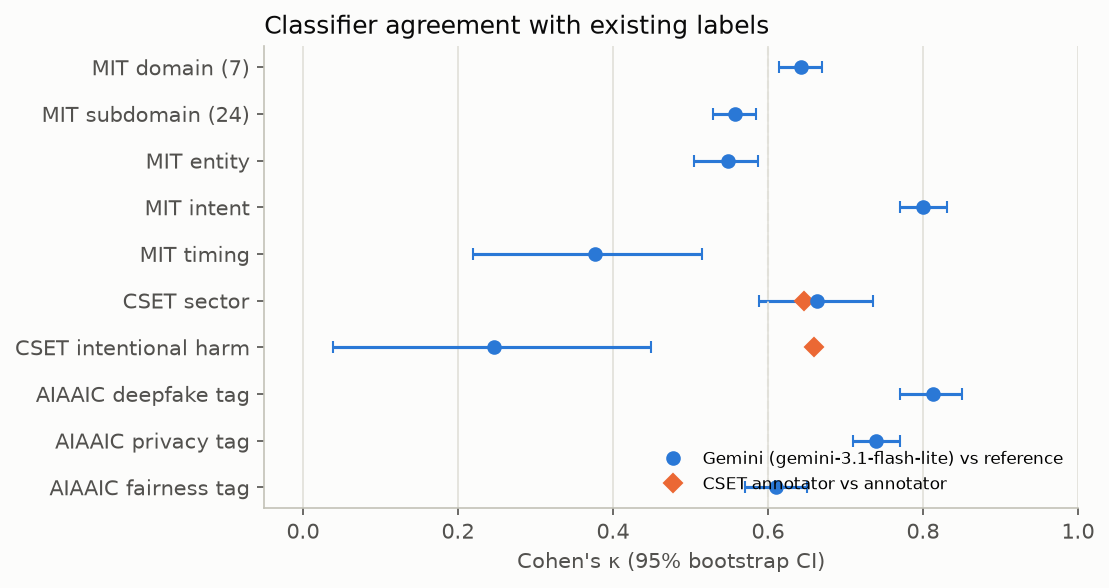 Classifier agreement with existing labels
MIT domain (7)
MIT subdomain (24)
MIT entity
MIT intent
MIT timing
CSET sector
CSET intentional harm
AIAAIC deepfake tag
AIAAIC privacy tag
AIAAIC fairness tag
Gemini (gemini-3.1-flash-lite) vs reference
CSET annotator vs annotator
0.0 0.2 0.4 0.6 0.8 1.0
Cohen's κ (95% bootstrap CI)